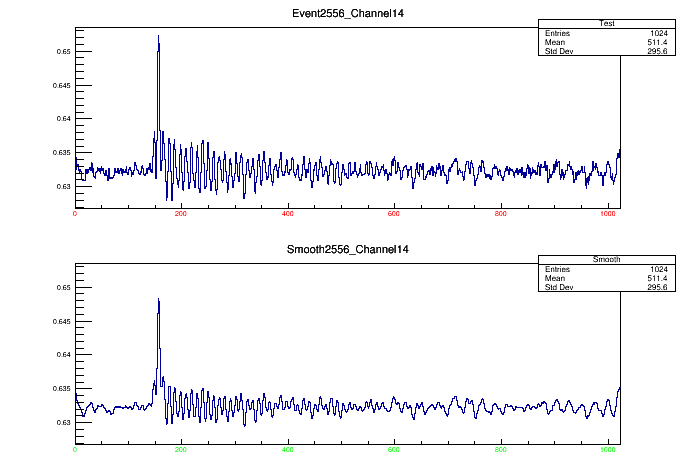 Event2556_Channel14
Test
Entries 1024
Mean 511.4
Std Dev 295.6
0.65
0.645
0.64
0.635
0.63
0 200 400 600 800 1000
Smooth2556_Channel14
Smooth
Entries 1024
Mean 511.4
Std Dev 295.6
0.65
0.645
0.64
0.635
0.63
0 200 400 600 800 1000